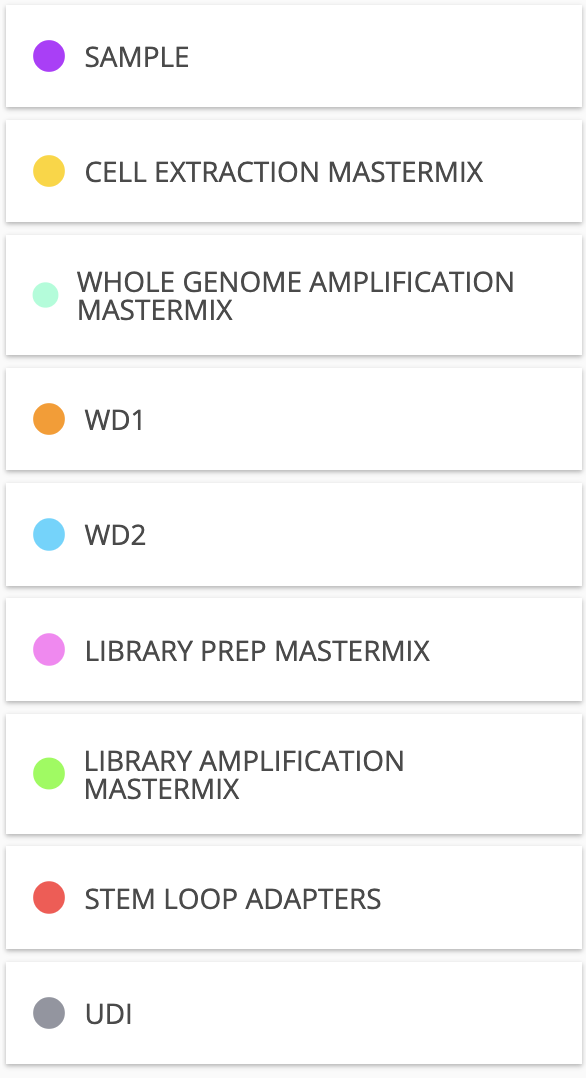 SAMPLE
CELL EXTRACTION MASTERMIX
WHOLE GENOME AMPLIFICATION
MASTERMIX
WD1
WD2
LIBRARY PREP MASTERMIX
LIBRARY AMPLIFICATION
MASTERMIX
STEM LOOP ADAPTERS
UDI